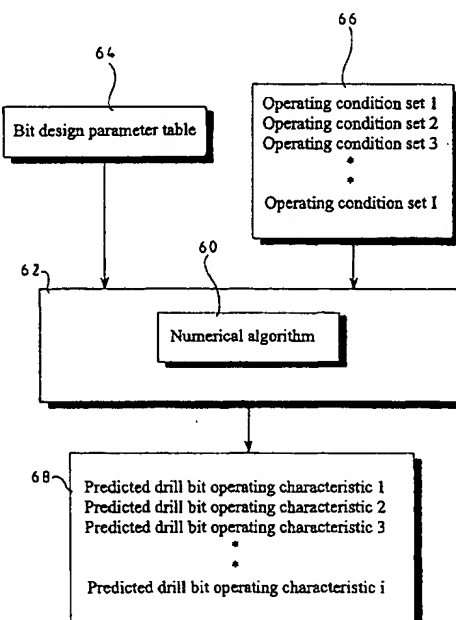 64
66
Bit design parameter table
Operating condition set 1
Operating condition set 2
Operating condition set 3
*
*
Operating condition set I
62
60
Numerical algorithm
68
Predicted drill bit operating characteristic 1
Predicted drill bit operating characteristic 2
Predicted drill bit operating characteristic 3
*
*
Predicted drill bit operating characteristic i